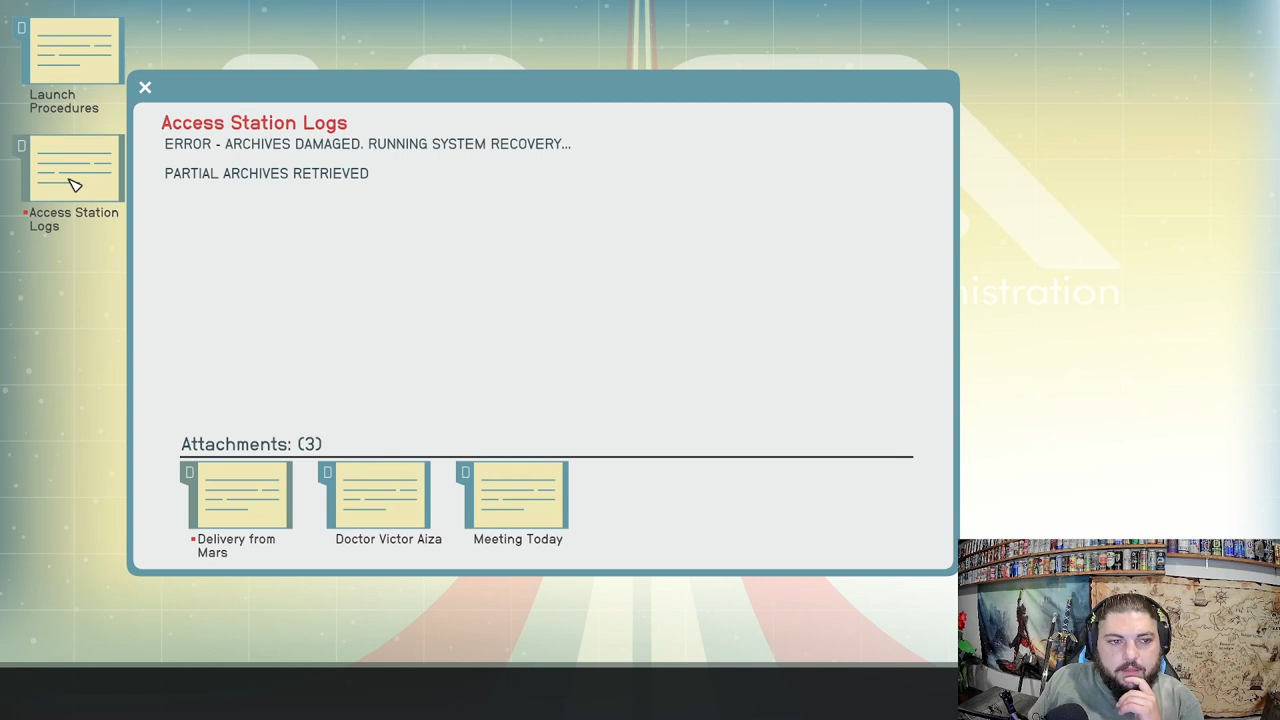 Launch
Procedures
Access Station
Logs
Access Station Logs
ERROR - ARCHIVES DAMAGED. RUNNING SYSTEM RECOVERY...
PARTIAL ARCHIVES RETRIEVED
Attachments: (3)
Delivery from
Mars
Doctor Victor Aiza
Meeting Today
nistration